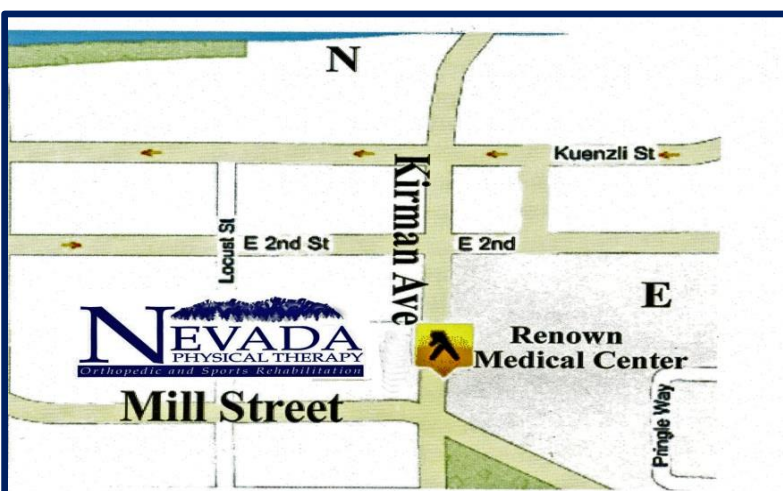 N
Kuenzli St
Kirman Ave
Locust St
E 2nd St
E 2nd
E
NEVADA
PHYSICAL THERAPY
Orthopedic and Sports Rehabilitation
Renown
Medical Center
Mill Street
Pringle Way